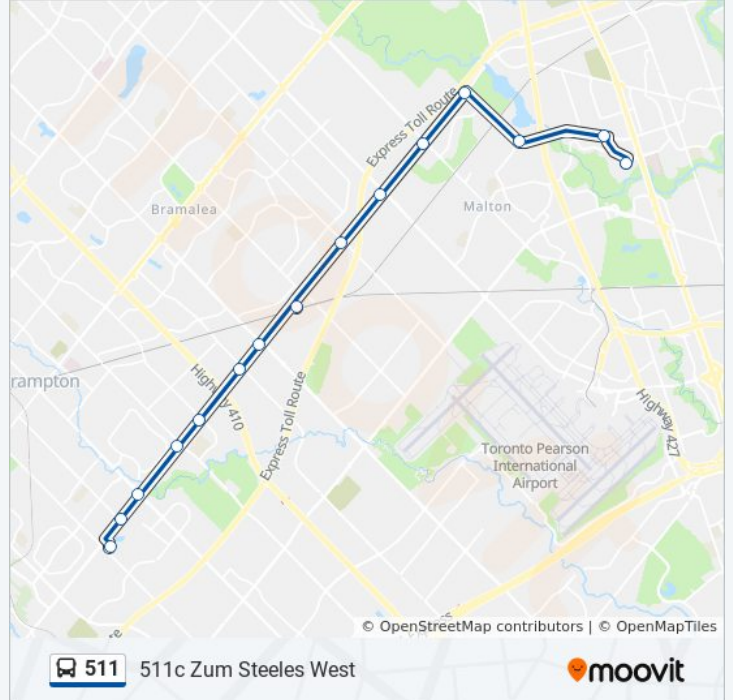 Express Toll Route
Bramalea
Malton
rampton
Highway 410
Express Toll Route
Highway 427
Toronto Pearson
International
Airport
© OpenStreetMap contributors | © OpenMapTiles
511 511c Zum Steeles West
moovit